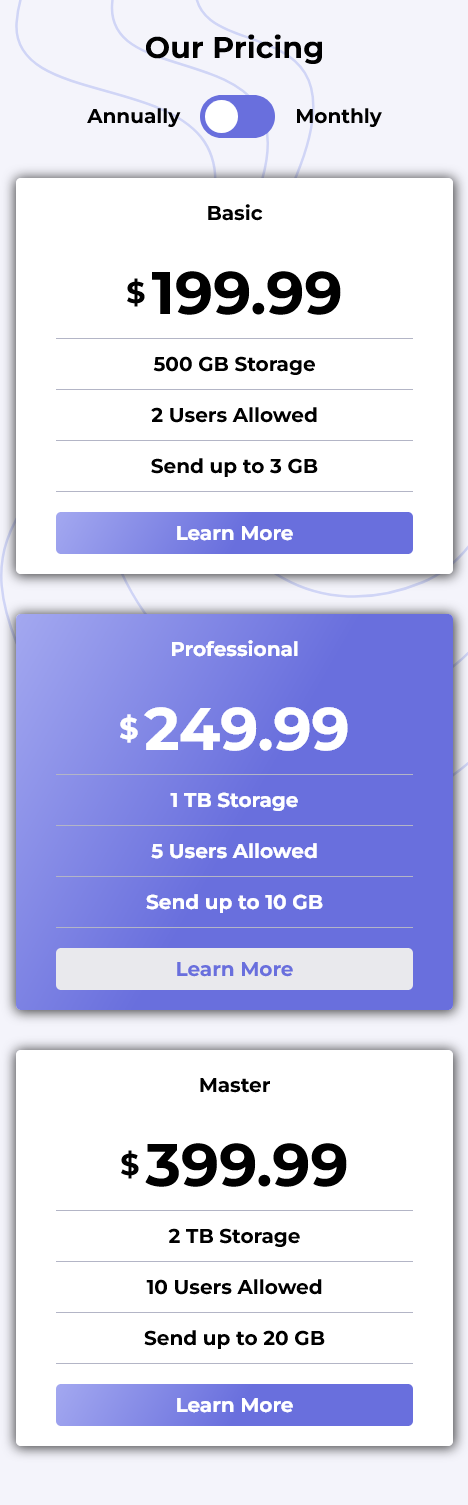 Our Pricing
Annually Monthly
Basic
$199.99
500 GB Storage
2 Users Allowed
Send up to 3 GB
Learn More
Professional
$249.99
1 TB Storage
5 Users Allowed
Send up to 10 GB
Learn More
Master
$399.99
2 TB Storage
10 Users Allowed
Send up to 20 GB
Learn More